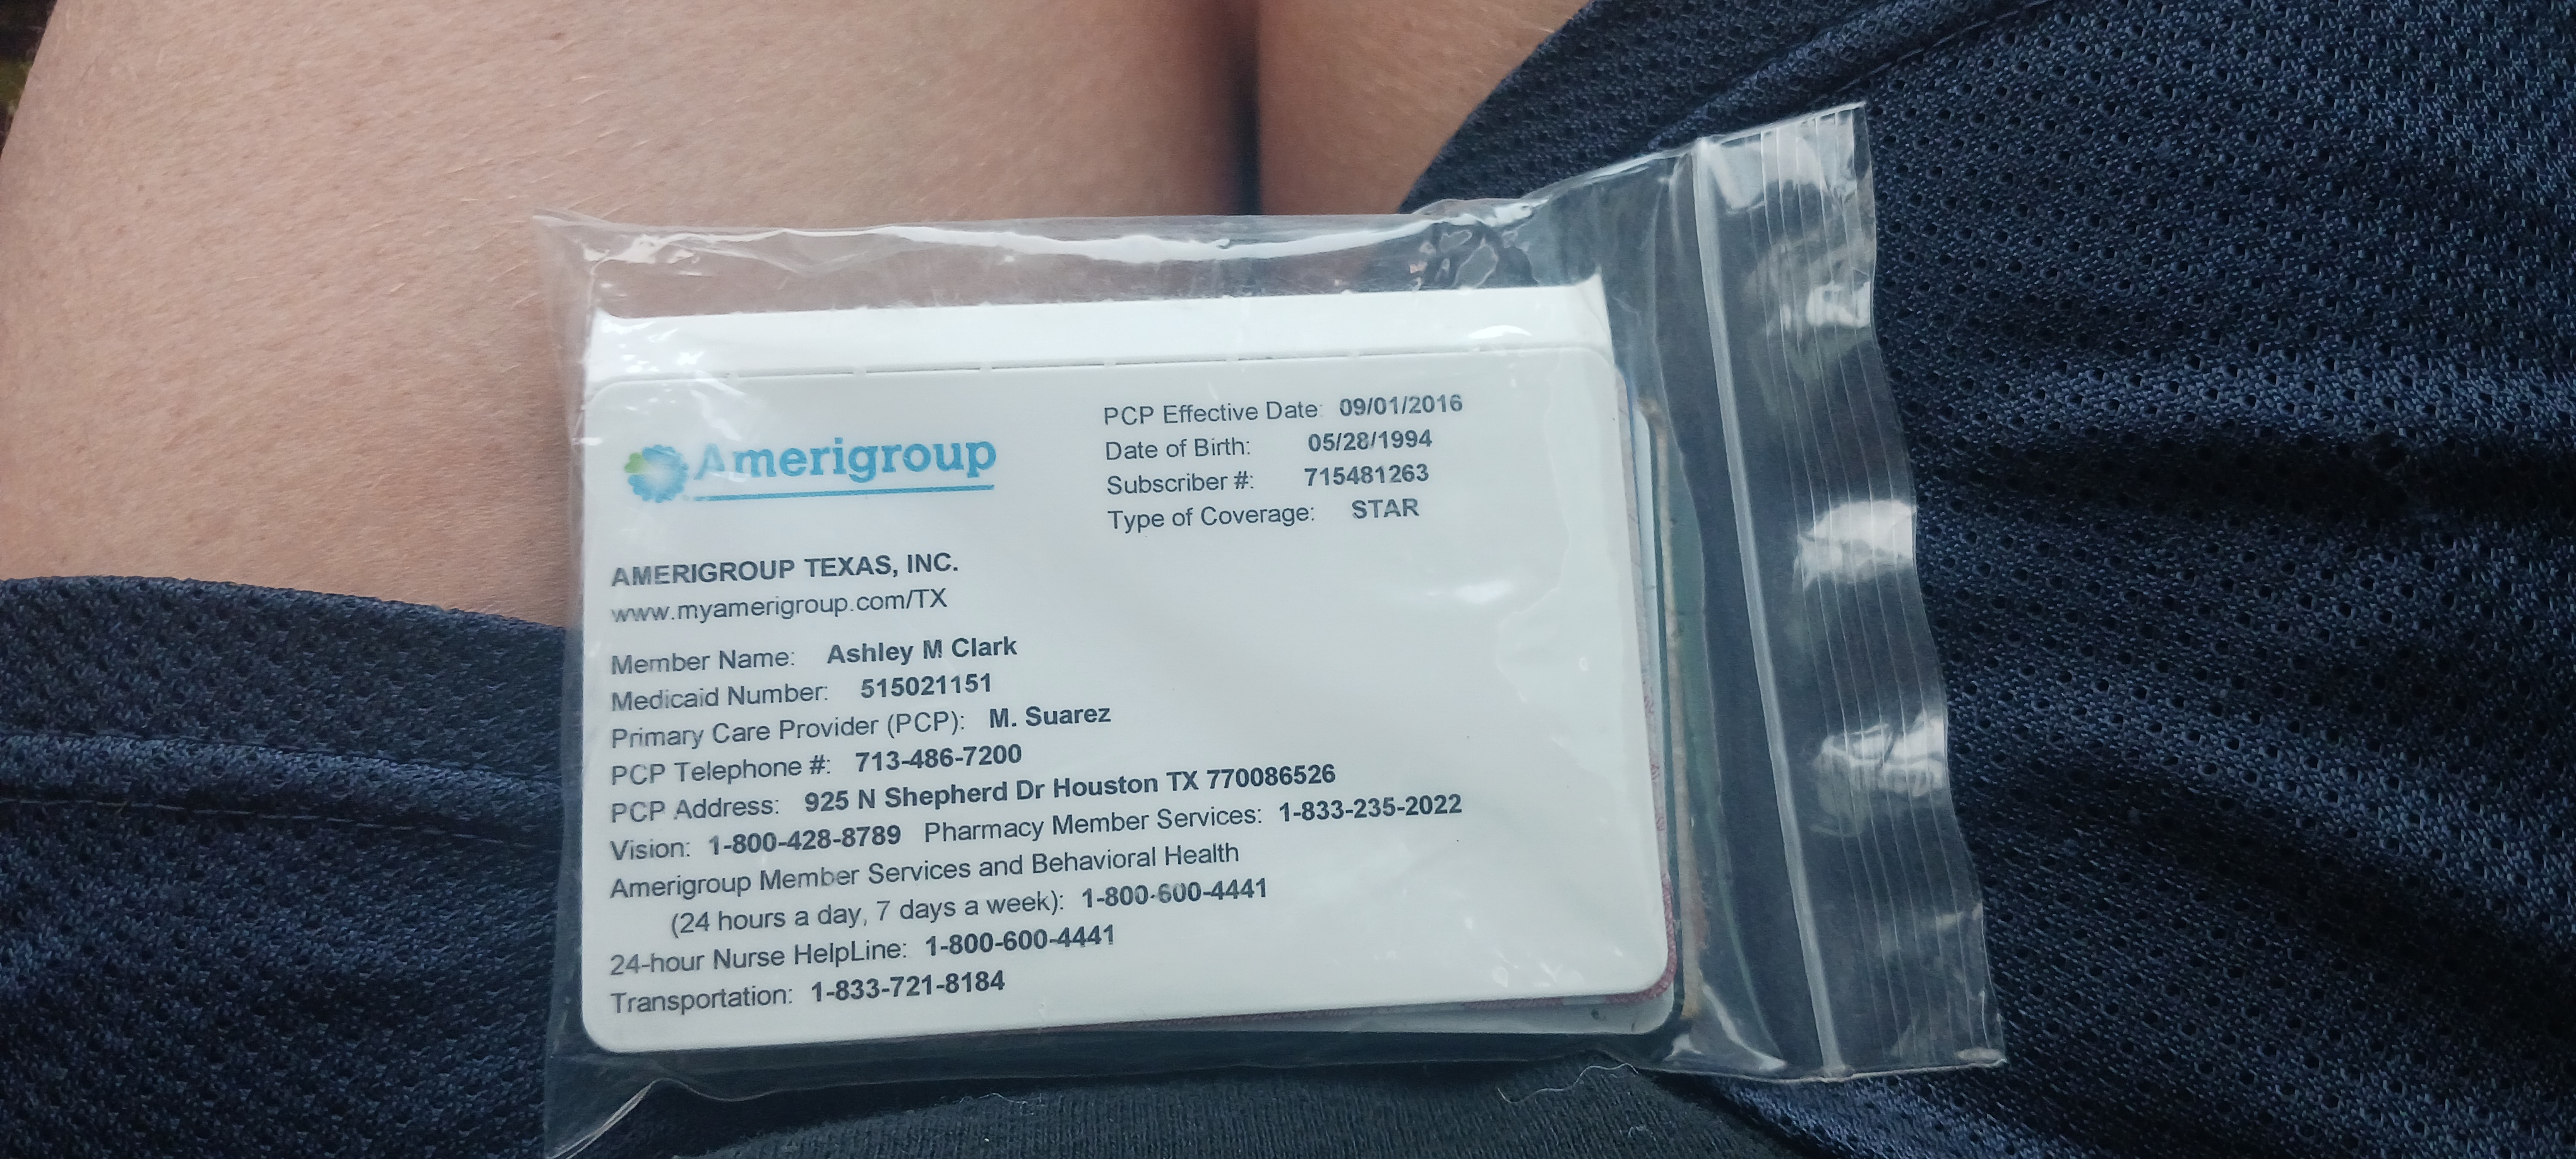 Amerigroup
PCP Effective Date: 09/01/2016
Date of Birth: 05/28/1994
Subscriber #: 715481263
Type of Coverage: STAR
AMERIGROUP TEXAS, INC.
www.myamerigroup.com/TX
Member Name: Ashley M Clark
Medicaid Number: 515021151
Primary Care Provider (PCP): M. Suarez
PCP Telephone #: 713-486-7200
PCP Address: 925 N Shepherd Dr Houston TX 770086526
Vision: 1-800-428-8789 Pharmacy Member Services: 1-833-235-2022
Amerigroup Member Services and Behavioral Health
(24 hours a day, 7 days a week): 1-800-600-4441
24-hour Nurse HelpLine: 1-800-600-4441
Transportation: 1-833-721-8184